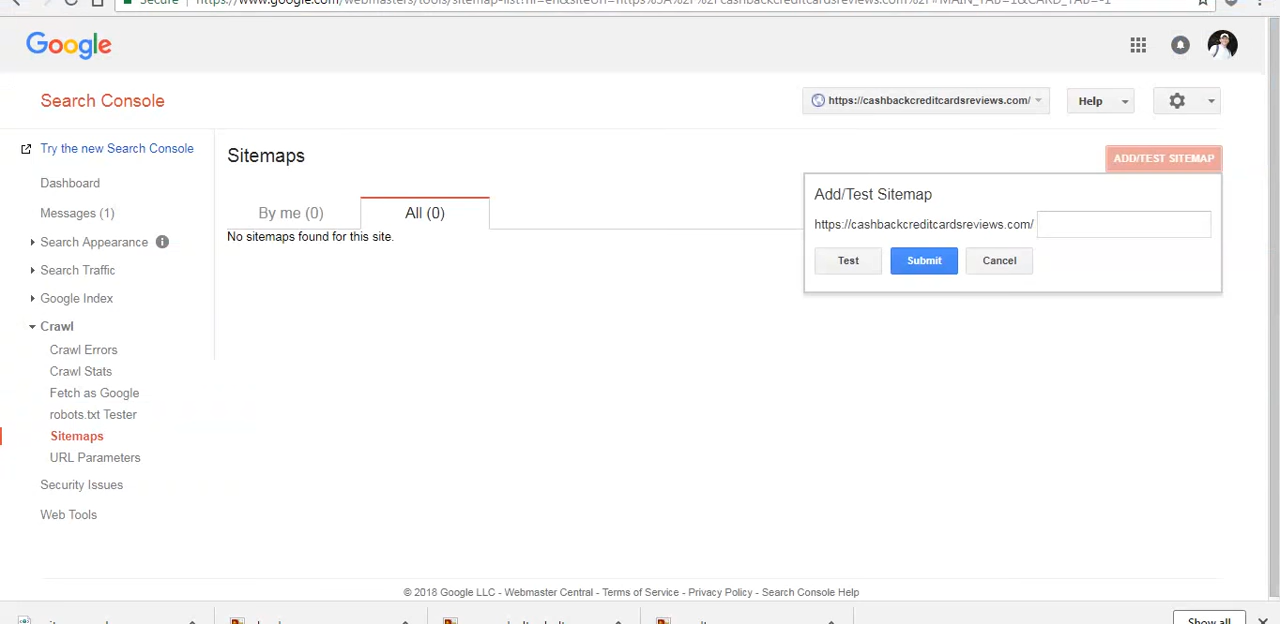 Secure
Google
Search Console
https://cashbackcreditcardsreviews.com/
Help
Try the new Search Console
Dashboard
Messages (1)
Search Appearance
Search Traffic
Google Index
Crawl
Crawl Errors
Crawl Stats
Fetch as Google
robots.txt Tester
Sitemaps
URL Parameters
Security Issues
Web Tools
Sitemaps
ADD/TEST SITEMAP
By me (0)
All (0)
No sitemaps found for this site.
Add/Test Sitemap
https://cashbackcreditcardsreviews.com/
Test
Submit
Cancel
© 2018 Google LLC - Webmaster Central - Terms of Service - Privacy Policy - Search Console Help
Show all